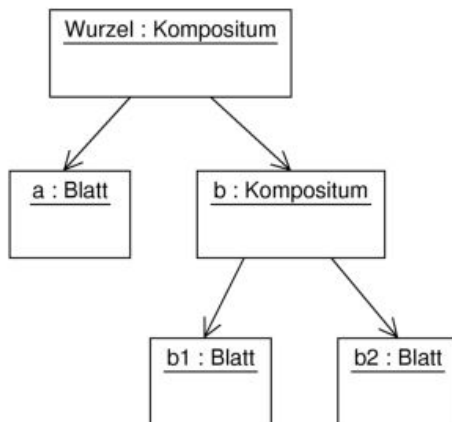 Wurzel : Kompositum
a : Blatt
b : Kompositum
b1 : Blatt
b2 : Blatt